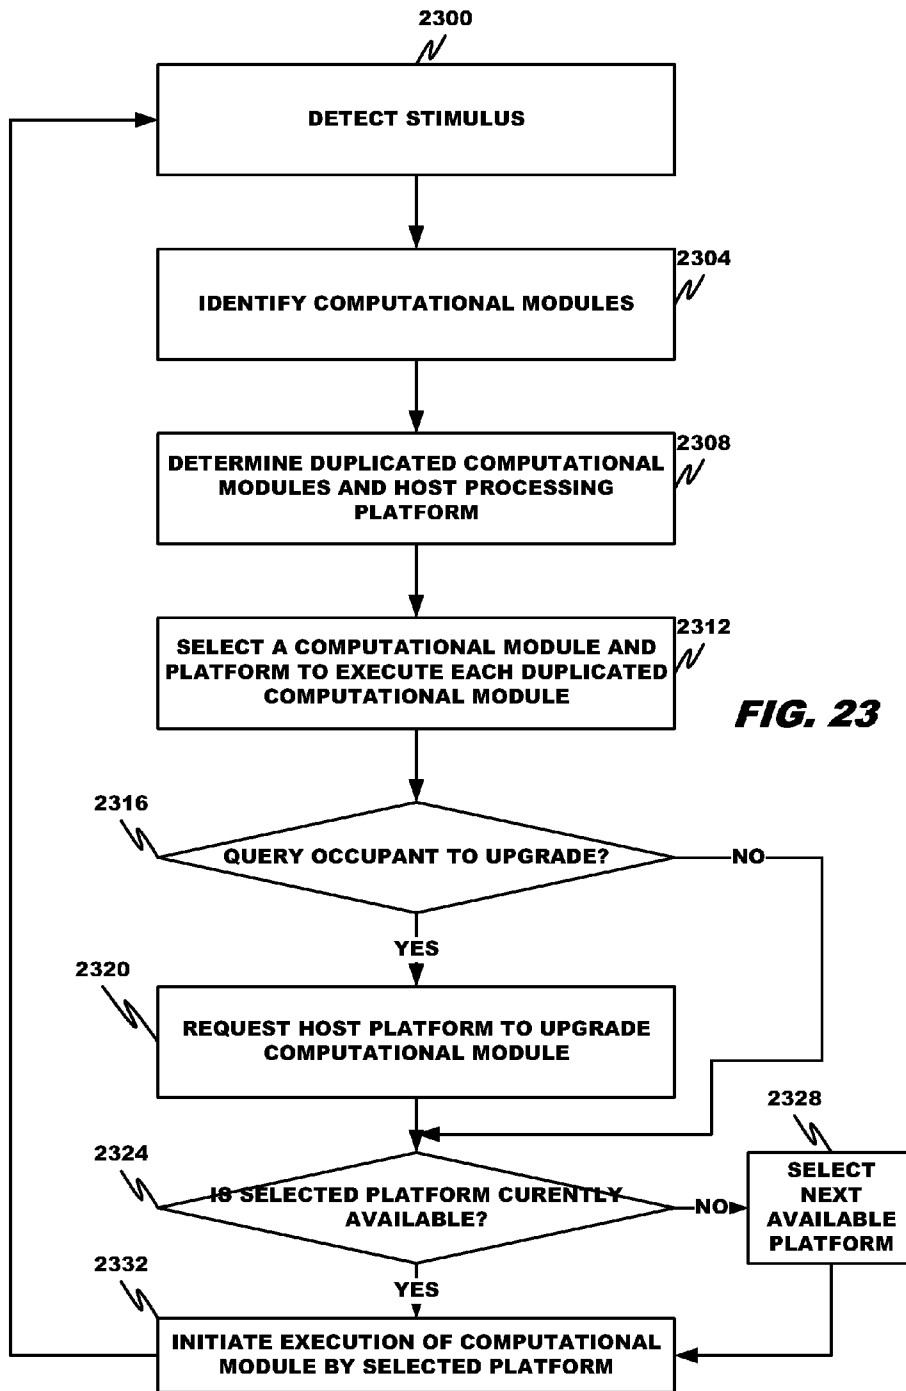 2300
DETECT STIMULUS
2304
IDENTIFY COMPUTATIONAL MODULES
2308
DETERMINE DUPLICATED COMPUTATIONAL
MODULES AND HOST PROCESSING
PLATFORM
2312
SELECT A COMPUTATIONAL MODULE AND
PLATFORM TO EXECUTE EACH DUPLICATED
COMPUTATIONAL MODULE
FIG. 23
2316
QUERY OCCUPANT TO UPGRADE?
NO
YES
2320
REQUEST HOST PLATFORM TO UPGRADE
COMPUTATIONAL MODULE
2324
IS SELECTED PLATFORM CURENTLY
AVAILABLE?
NO
2328
SELECT
NEXT
AVAILABLE
PLATFORM
YES
2332
INITIATE EXECUTION OF COMPUTATIONAL
MODULE BY SELECTED PLATFORM